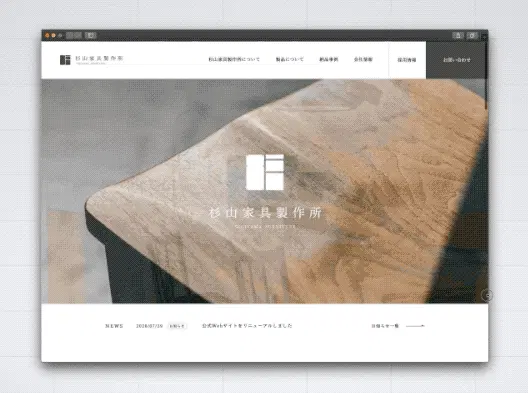 杉山家具製作所
杉山家具製作所について
製品について
納品事例
会社情報
採用情報
お問い合わせ
杉山家具製作所
SUGIYAMA FURNITURE
NEWS
2020/07/20
お知らせ
公式Webサイトをリニューアルしました
お知らせ一覧